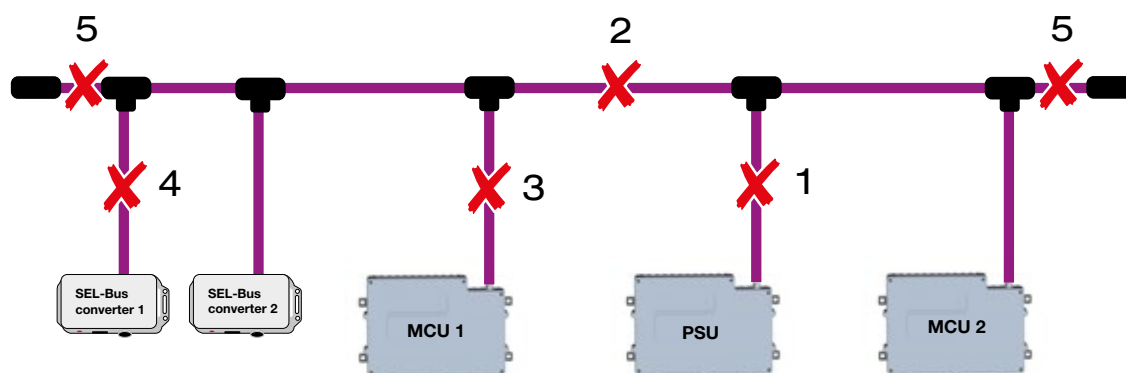 5
2
5
4
3
1
SEL-Bus
converter 1
SEL-Bus
converter 2
MCU 1
PSU
MCU 2